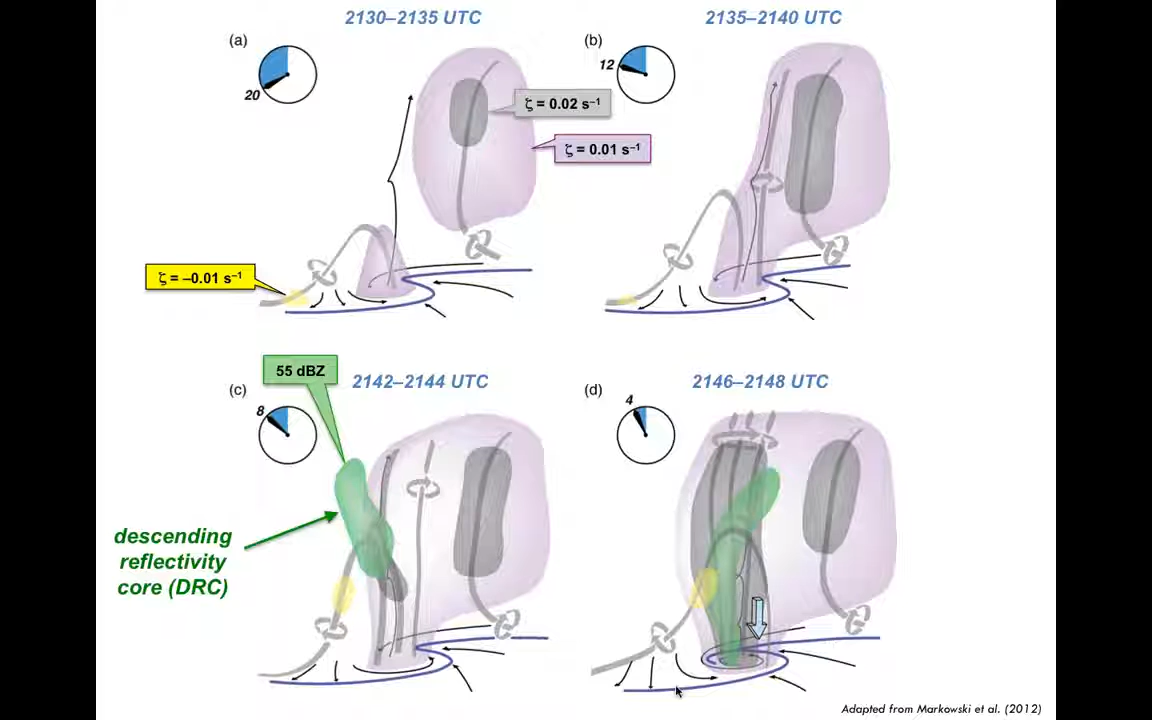 2130–2135 UTC
2135–2140 UTC
(a)
20
ζ = 0.02 s⁻¹
ζ = 0.01 s⁻¹
ζ = –0.01 s⁻¹
(b)
12
55 dBZ
2142–2144 UTC
2146–2148 UTC
(c)
8
descending
reflectivity
core (DRC)
(d)
4
Adapted from Markowski et al. (2012)